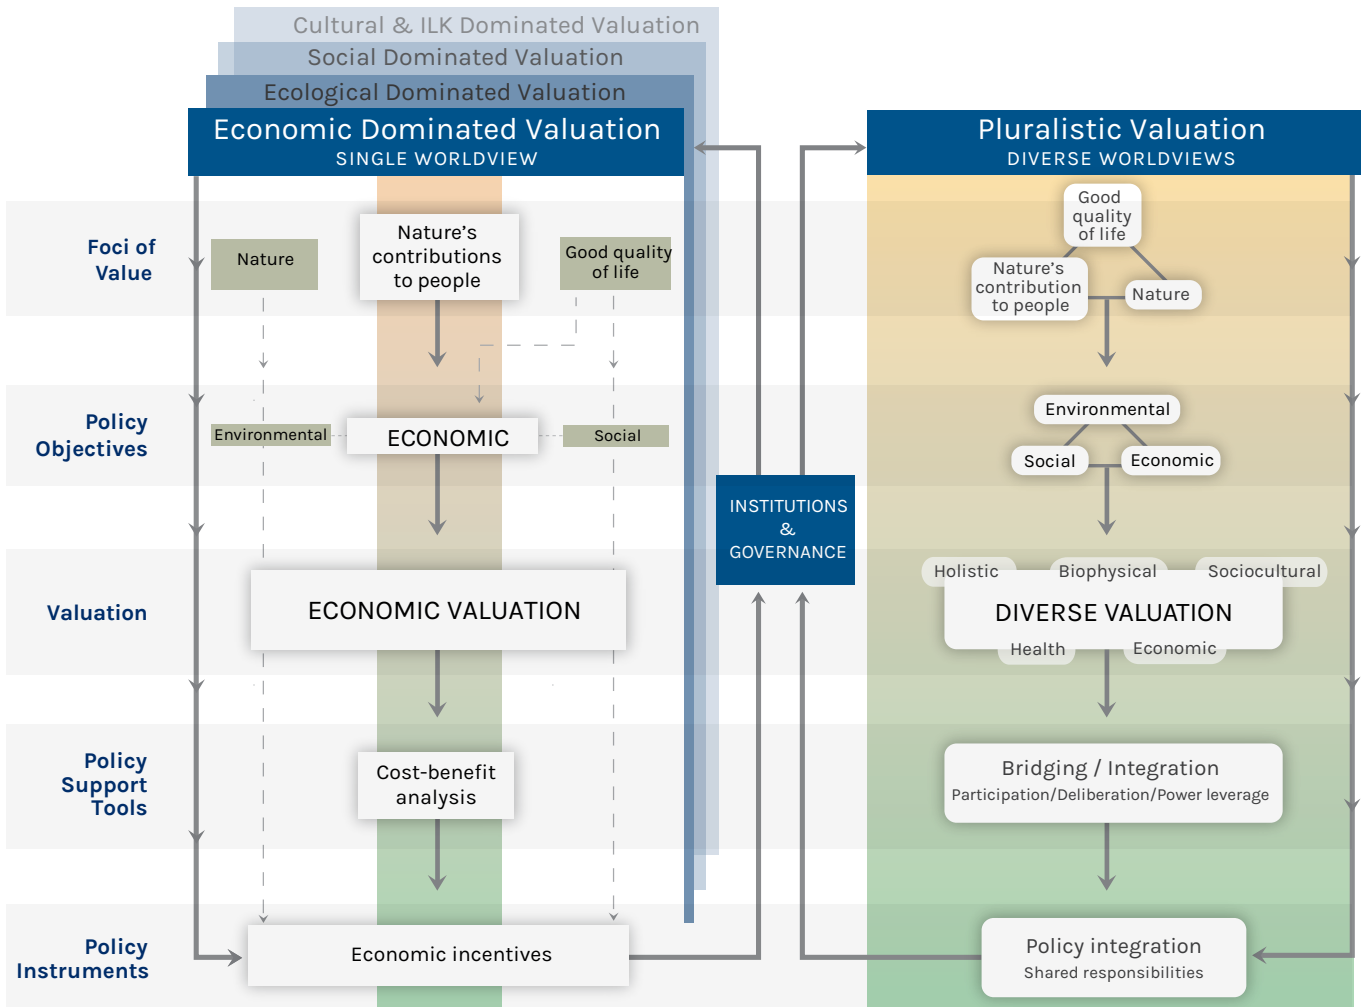 Cultural & ILK Dominated Valuation
Social Dominated Valuation
Ecological Dominated Valuation
Economic Dominated Valuation
SINGLE WORLDVIEW
Pluralistic Valuation
DIVERSE WORLDVIEWS
Foci of
Value
Nature
Nature's
contributions
to people
Good quality
of life
Good
quality
of life
Nature's
contribution
to people
Nature
Policy
Objectives
Environmental
ECONOMIC
Social
Environmental
Social
Economic
INSTITUTIONS
&
GOVERNANCE
Valuation
ECONOMIC VALUATION
Holistic
Biophysical
Sociocultural
DIVERSE VALUATION
Health
Economic
Policy
Support
Tools
Cost-benefit
analysis
Bridging / Integration
Participation/Deliberation/Power leverage
Policy
Instruments
Economic incentives
Policy integration
Shared responsibilities